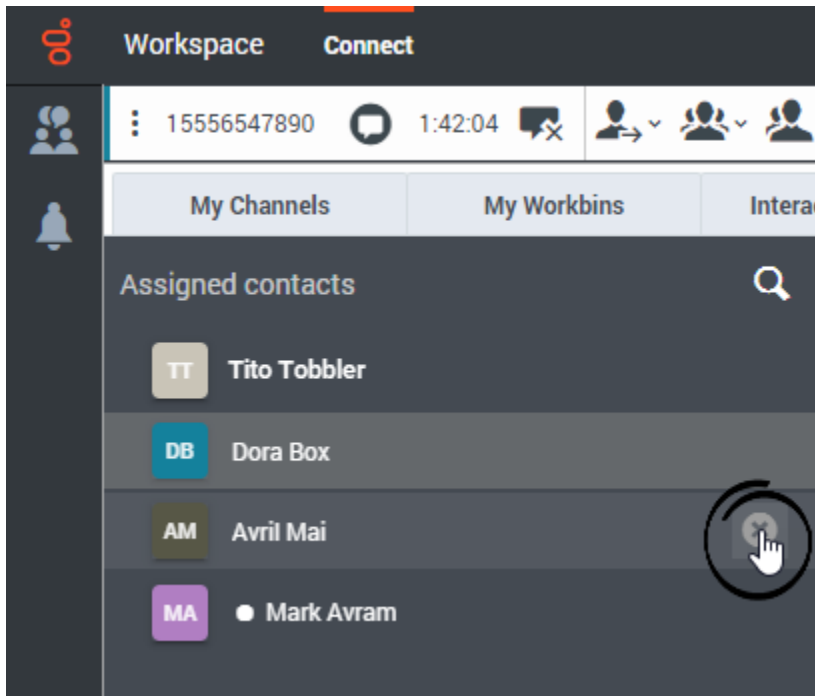 Workspace Connect
15556547890 1:42:04
My Channels My Workbins Intera
Assigned contacts
TT Tito Tobbler
DB Dora Box
AM Avril Mai
MA Mark Avram